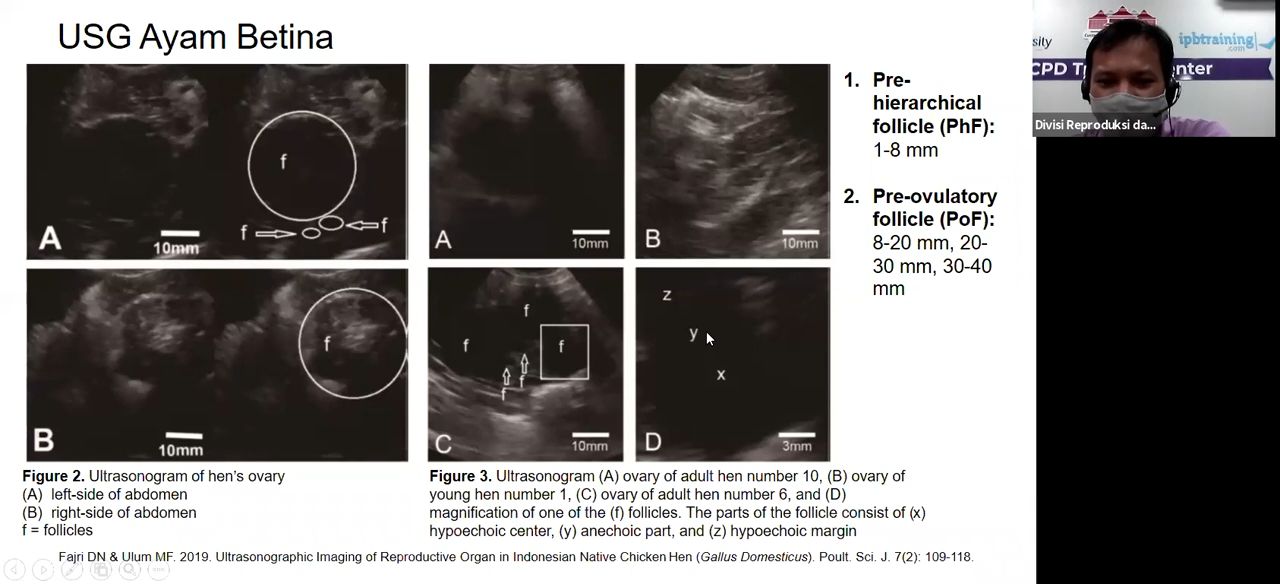 USG Ayam Betina
f
f
f
A
10mm
f
B
10mm
A
10mm
B
10mm
f
f
f
f
f
C
10mm
z
y
x
D
3mm
1. Pre-
hierarchical
follicle (PhF):
1-8 mm
2. Pre-ovulatory
follicle (PoF):
8-20 mm, 20-
30 mm, 30-40
mm
Figure 2. Ultrasonogram of hen's ovary
(A) left-side of abdomen
(B) right-side of abdomen
f = follicles
Figure 3. Ultrasonogram (A) ovary of adult hen number 10, (B) ovary of
young hen number 1, (C) ovary of adult hen number 6, and (D)
magnification of one of the (f) follicles. The parts of the follicle consist of (x)
hypoechoic center, (y) anechoic part, and (z) hypoechoic margin
Fajri DN & Ulum MF. 2019. Ultrasonographic Imaging of Reproductive Organ in Indonesian Native Chicken Hen (Gallus Domesticus). Poult. Sci. J. 7(2): 109-118.
sity
ipbtraining
.com
CPD T nter
Divisi Reproduksi da...